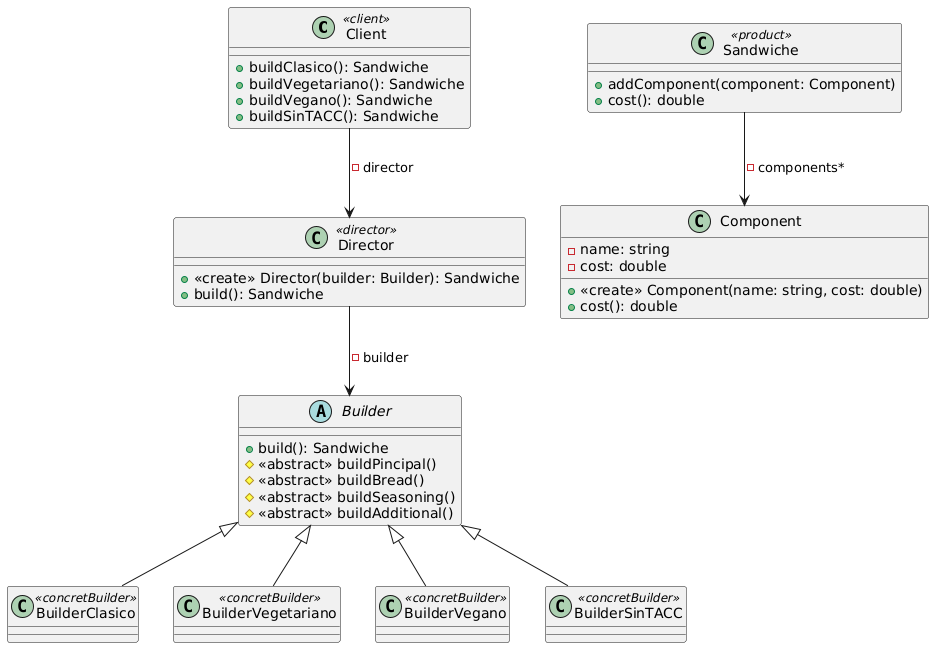 «client»
C Client
buildClasico(): Sandwiche
buildVegetariano(): Sandwiche
buildVegano(): Sandwiche
buildSinTACC(): Sandwiche
«product»
C Sandwiche
addComponent(component: Component)
cost(): double
director
components*
«director»
C Director
«create» Director(builder: Builder): Sandwiche
build(): Sandwiche
C Component
name: string
cost: double
«create» Component(name: string, cost: double)
cost(): double
builder
A Builder
build(): Sandwiche
«abstract» buildPincipal()
«abstract» buildBread()
«abstract» buildSeasoning()
«abstract» buildAdditional()
«concretBuilder»
C BuilderClasico
«concretBuilder»
C BuilderVegetariano
«concretBuilder»
C BuilderVegano
«concretBuilder»
C BuilderSinTACC